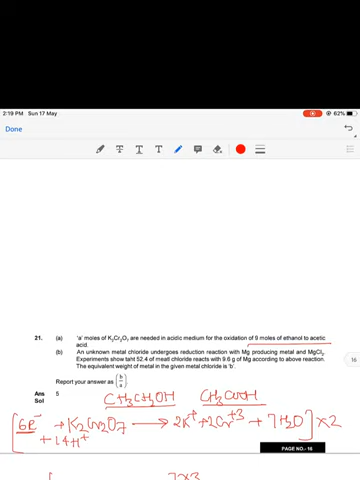 2:19 PM Sun 17 May
62%
Done
T T T
21. (a) 'a' moles of K₂Cr₂O₇ are needed in acidic medium for the oxidation of 9 moles of ethanol to acetic
acid.
(b) An unknown metal chloride undergoes reduction reaction with Mg producing metal and MgCl₂.
Experiments show taht 52.4 of meatl chloride reacts with 9.6 g of Mg according to above reaction.
The equivalent weight of metal in the given metal chloride is 'b'.
Report your answer as (b/a)
16
Ans 5
Sol CH₃CH₂OH CH₃COOH
[6e⁻ + K₂Cr₂O₇ ⟶ 2K⁺ + 2Cr⁺³ + 7H₂O] × 2
+ 14H⁺
PAGE NO.- 16
7×3